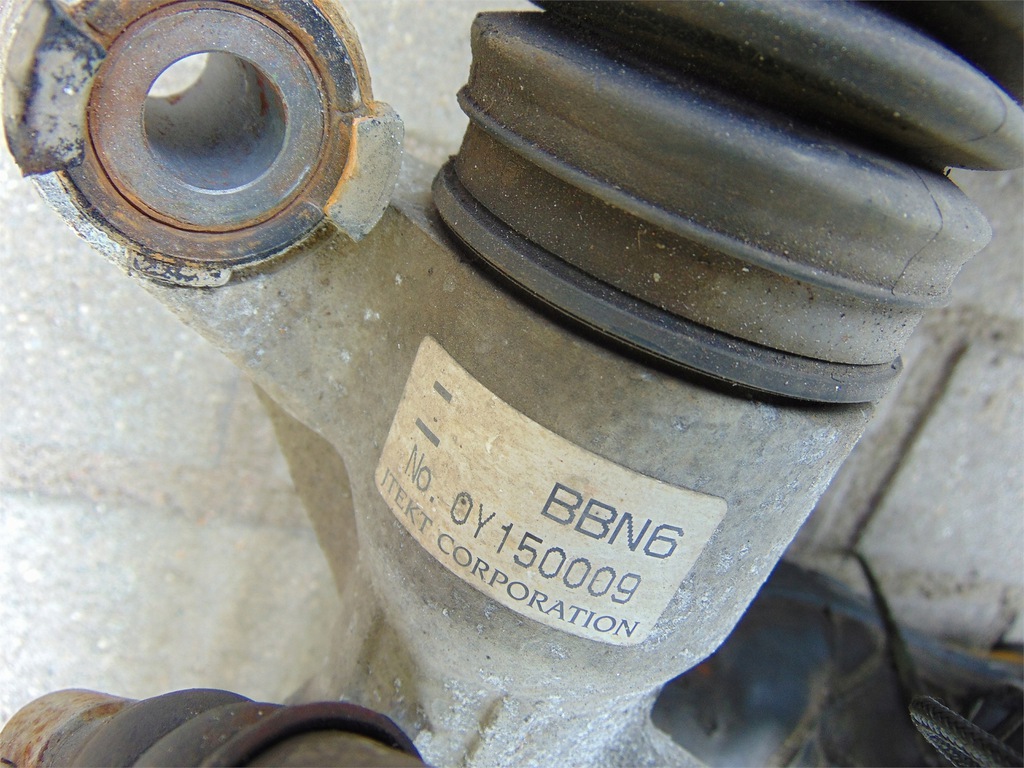 BBN6
No. 0Y150009
JTEKT CORPORATION